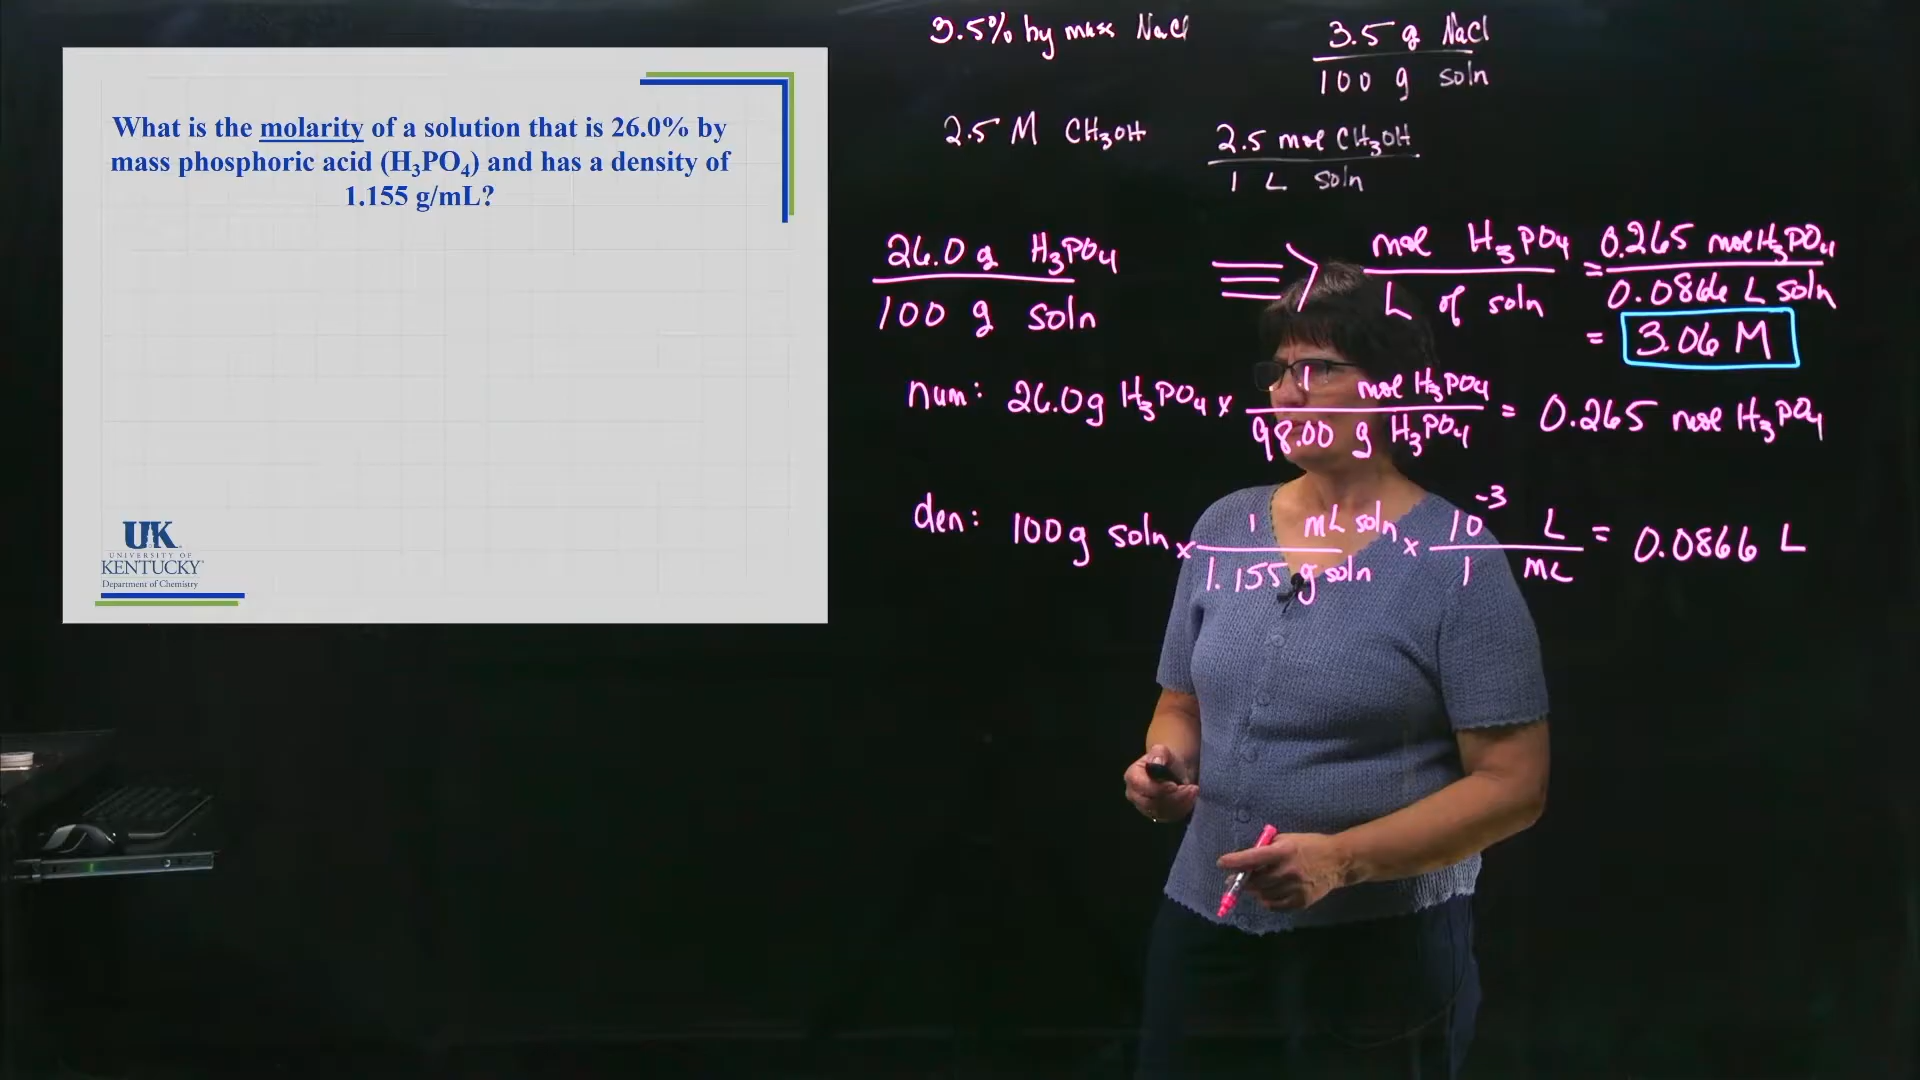 What is the molarity of a solution that is 26.0% by
mass phosphoric acid (H₃PO₄) and has a density of
1.155 g/mL?
UK
UNIVERSITY OF
KENTUCKY
Department of Chemistry
3.5% by mass NaCl
3.5 g NaCl
100 g soln
2.5 M CH₃OH
2.5 mol CH₃OH
1 L soln
26.0 g H₃PO₄
100 g soln
mol H₃PO₄ = 0.265 mol H₃PO₄
L of soln 0.0866 L soln
= 3.06 M
num: 26.0 g H₃PO₄ × 1 mol H₃PO₄ = 0.265 mol H₃PO₄
98.00 g H₃PO₄
den: 100 g soln × 1 mL soln × 10⁻³ L = 0.0866 L
1.155 g soln 1 mL